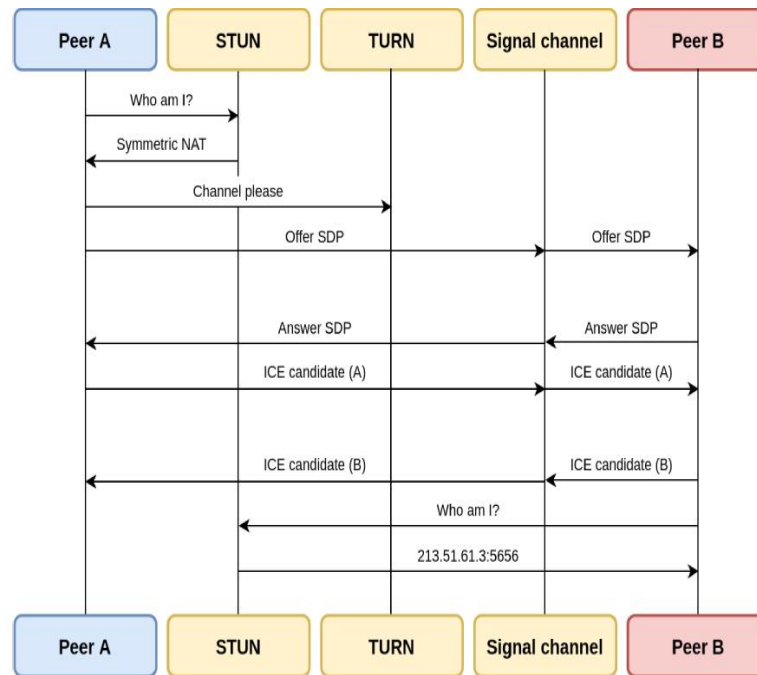 Peer A STUN TURN Signal channel Peer B
Who am I?
Symmetric NAT
Channel please
Offer SDP Offer SDP
Answer SDP Answer SDP
ICE candidate (A) ICE candidate (A)
ICE candidate (B) ICE candidate (B)
Who am I?
213.51.61.3:5656
Peer A STUN TURN Signal channel Peer B